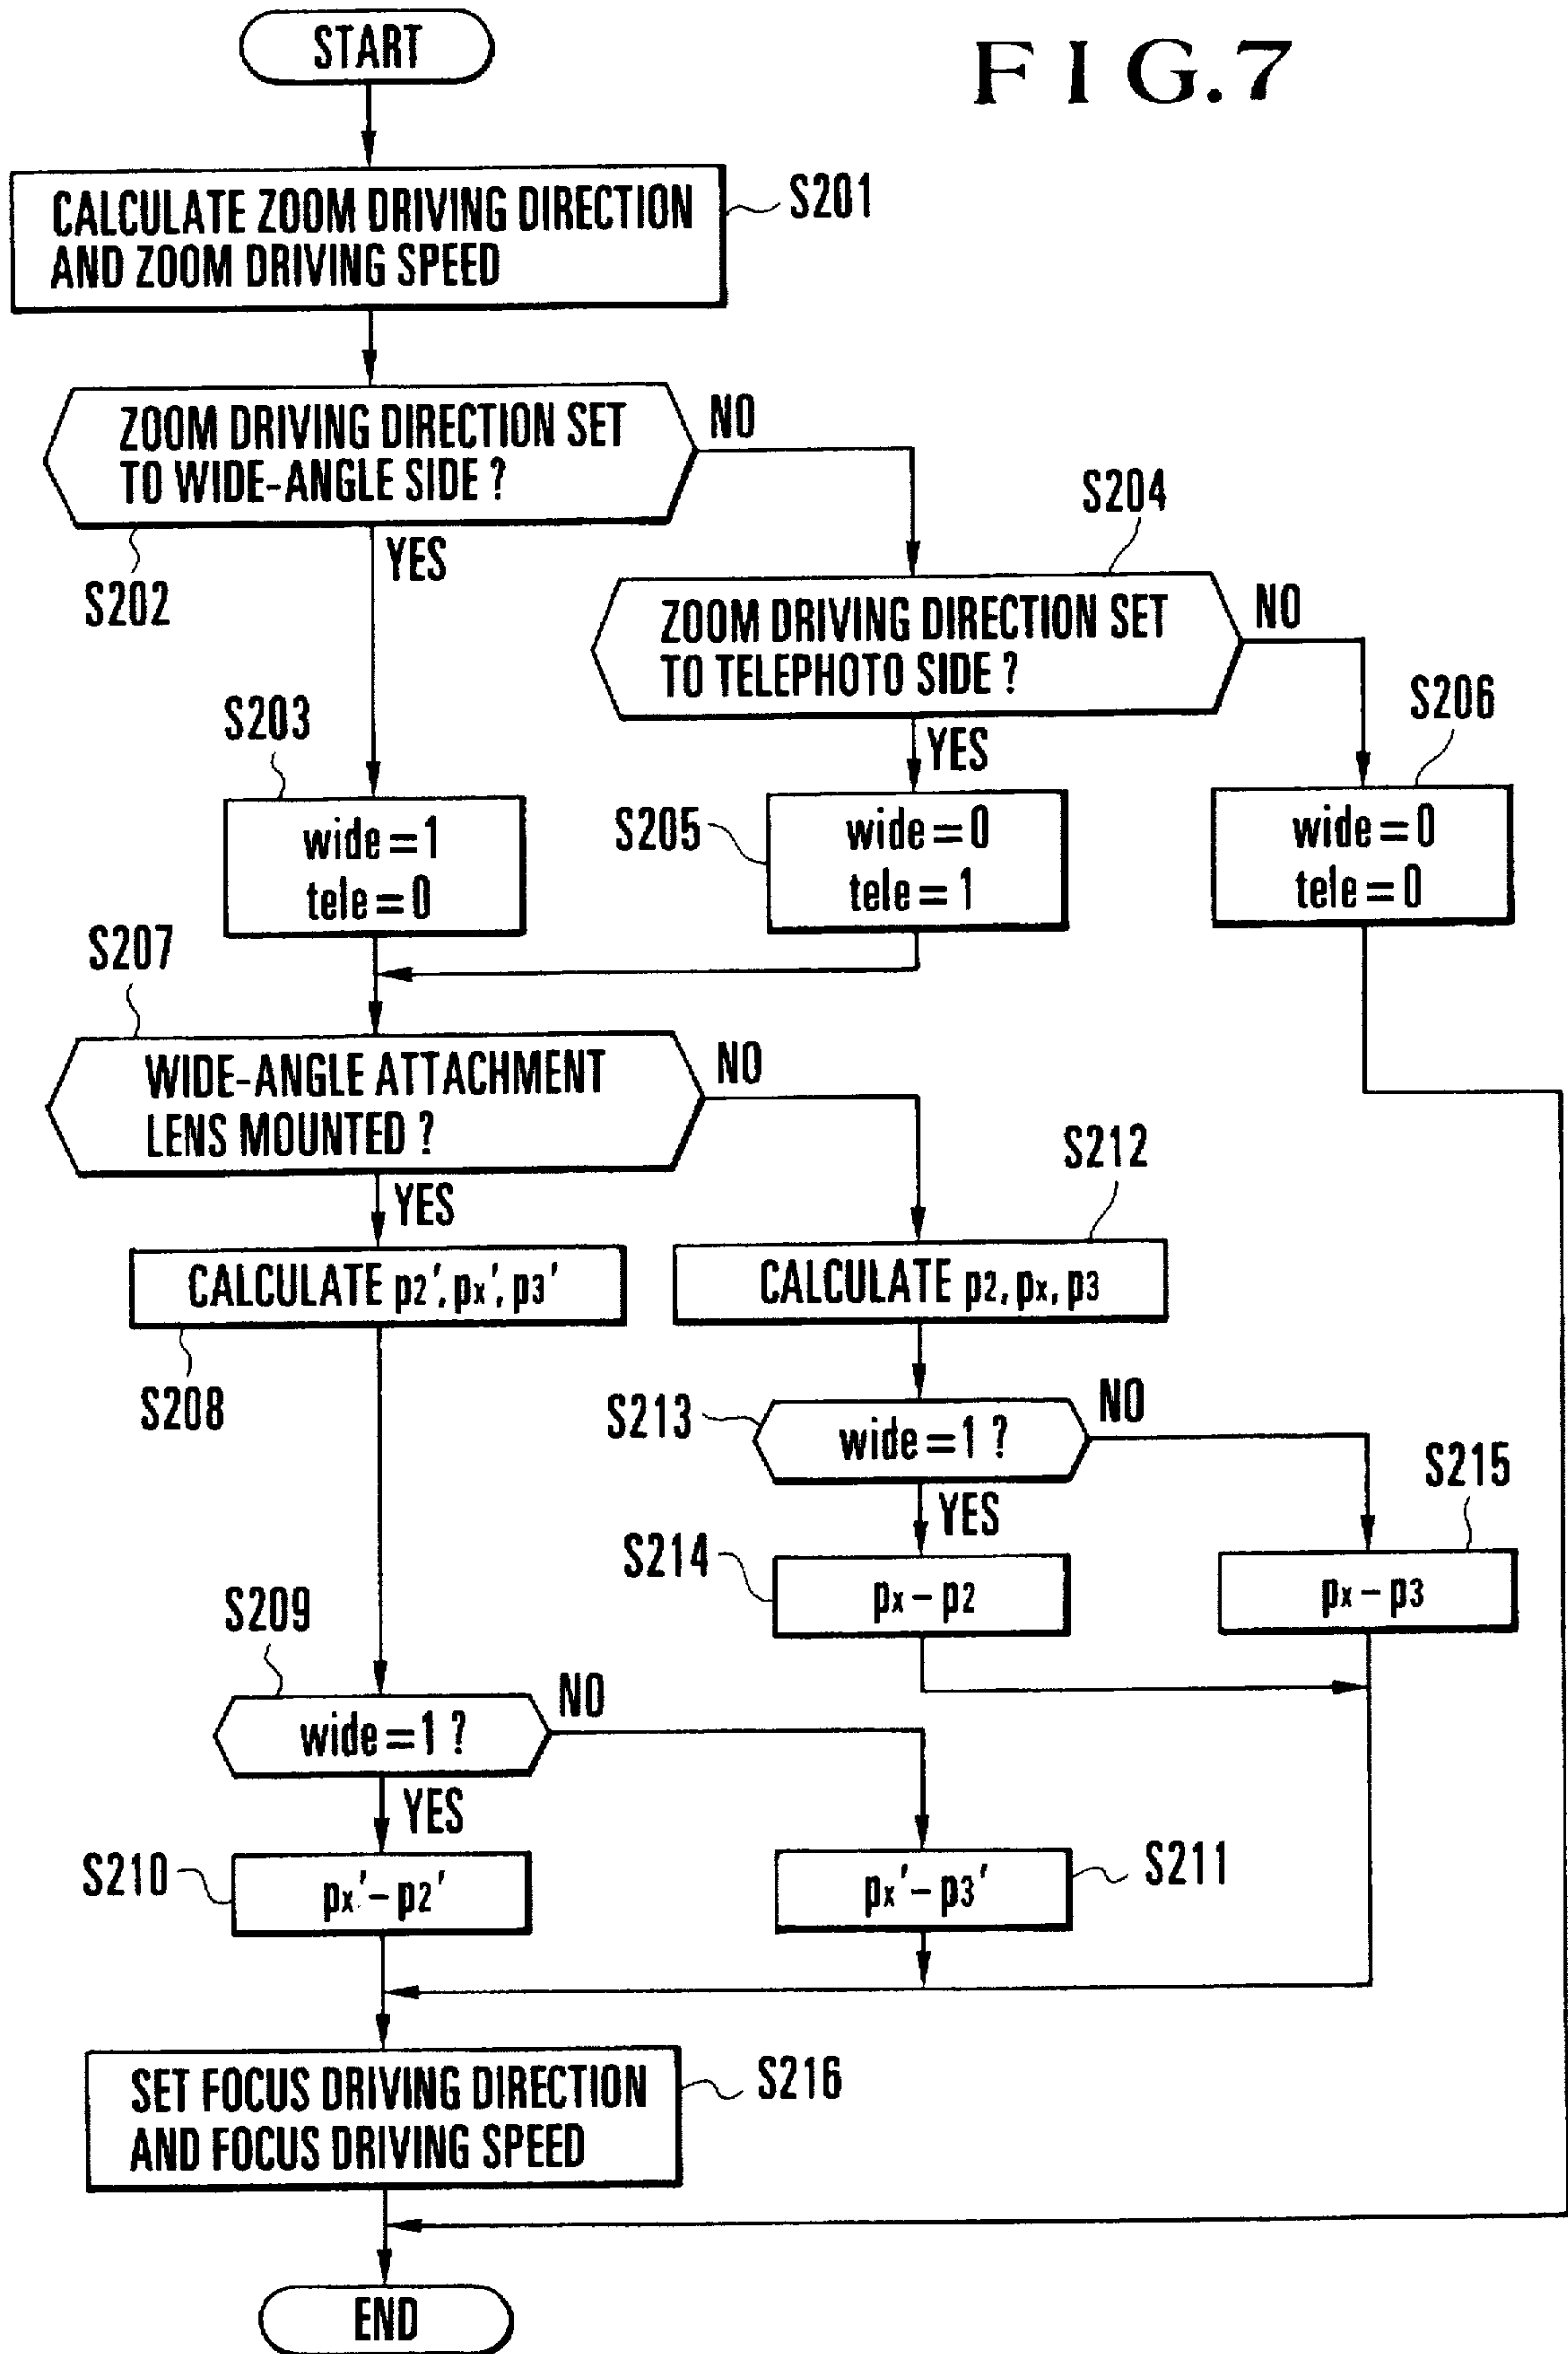 START
FIG.7
CALCULATE ZOOM DRIVING DIRECTION
AND ZOOM DRIVING SPEED
S201
ZOOM DRIVING DIRECTION SET
TO WIDE-ANGLE SIDE ?
NO
S202
YES
S204
ZOOM DRIVING DIRECTION SET
TO TELEPHOTO SIDE ?
NO
YES
S203
wide=1
tele=0
S205
wide=0
tele=1
S206
wide=0
tele=0
S207
WIDE-ANGLE ATTACHMENT
LENS MOUNTED ?
NO
YES
S212
CALCULATE p2', px', p3'
CALCULATE p2, px, p3
S208
S213
wide=1 ?
NO
YES
S214
px-p2
S215
px-p3
S209
wide=1 ?
NO
YES
S210
px'-p2'
px'-p3'
S211
SET FOCUS DRIVING DIRECTION
AND FOCUS DRIVING SPEED
S216
END